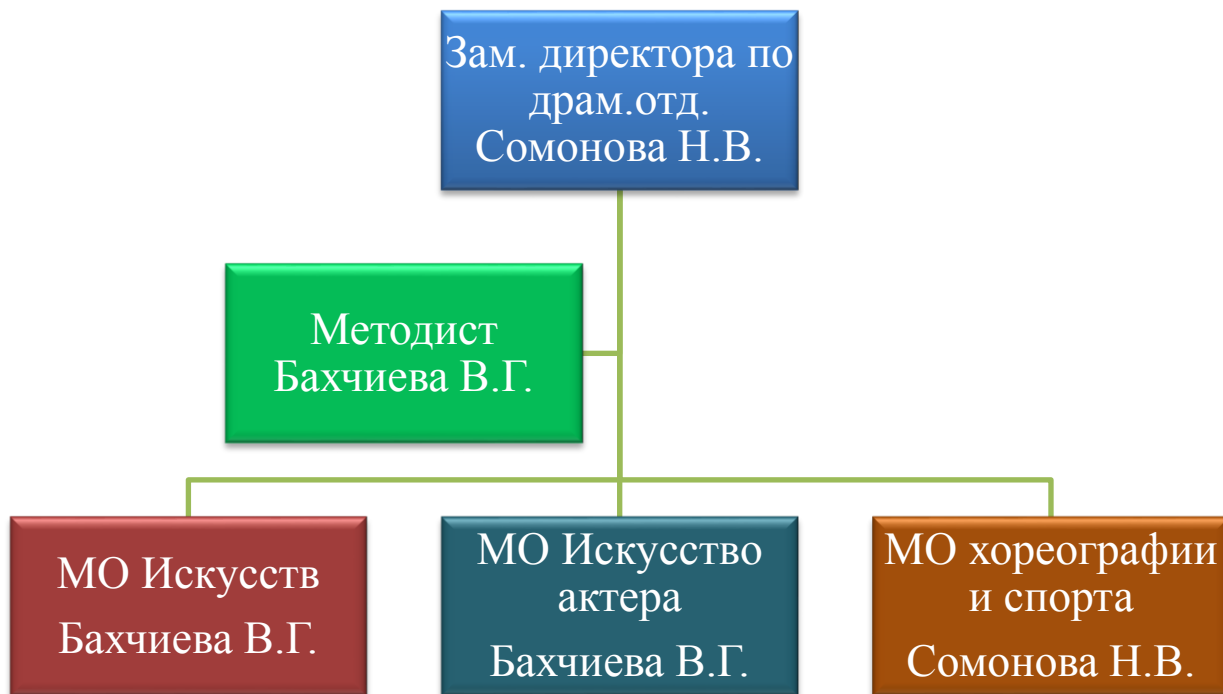 Зам. директора по
драм.отд.
Сомонова Н.В.
Методист
Бахчиева В.Г.
МО Искусств
Бахчиева В.Г.
МО Искусство
актера
Бахчиева В.Г.
МО хореографии
и спорта
Сомонова Н.В.